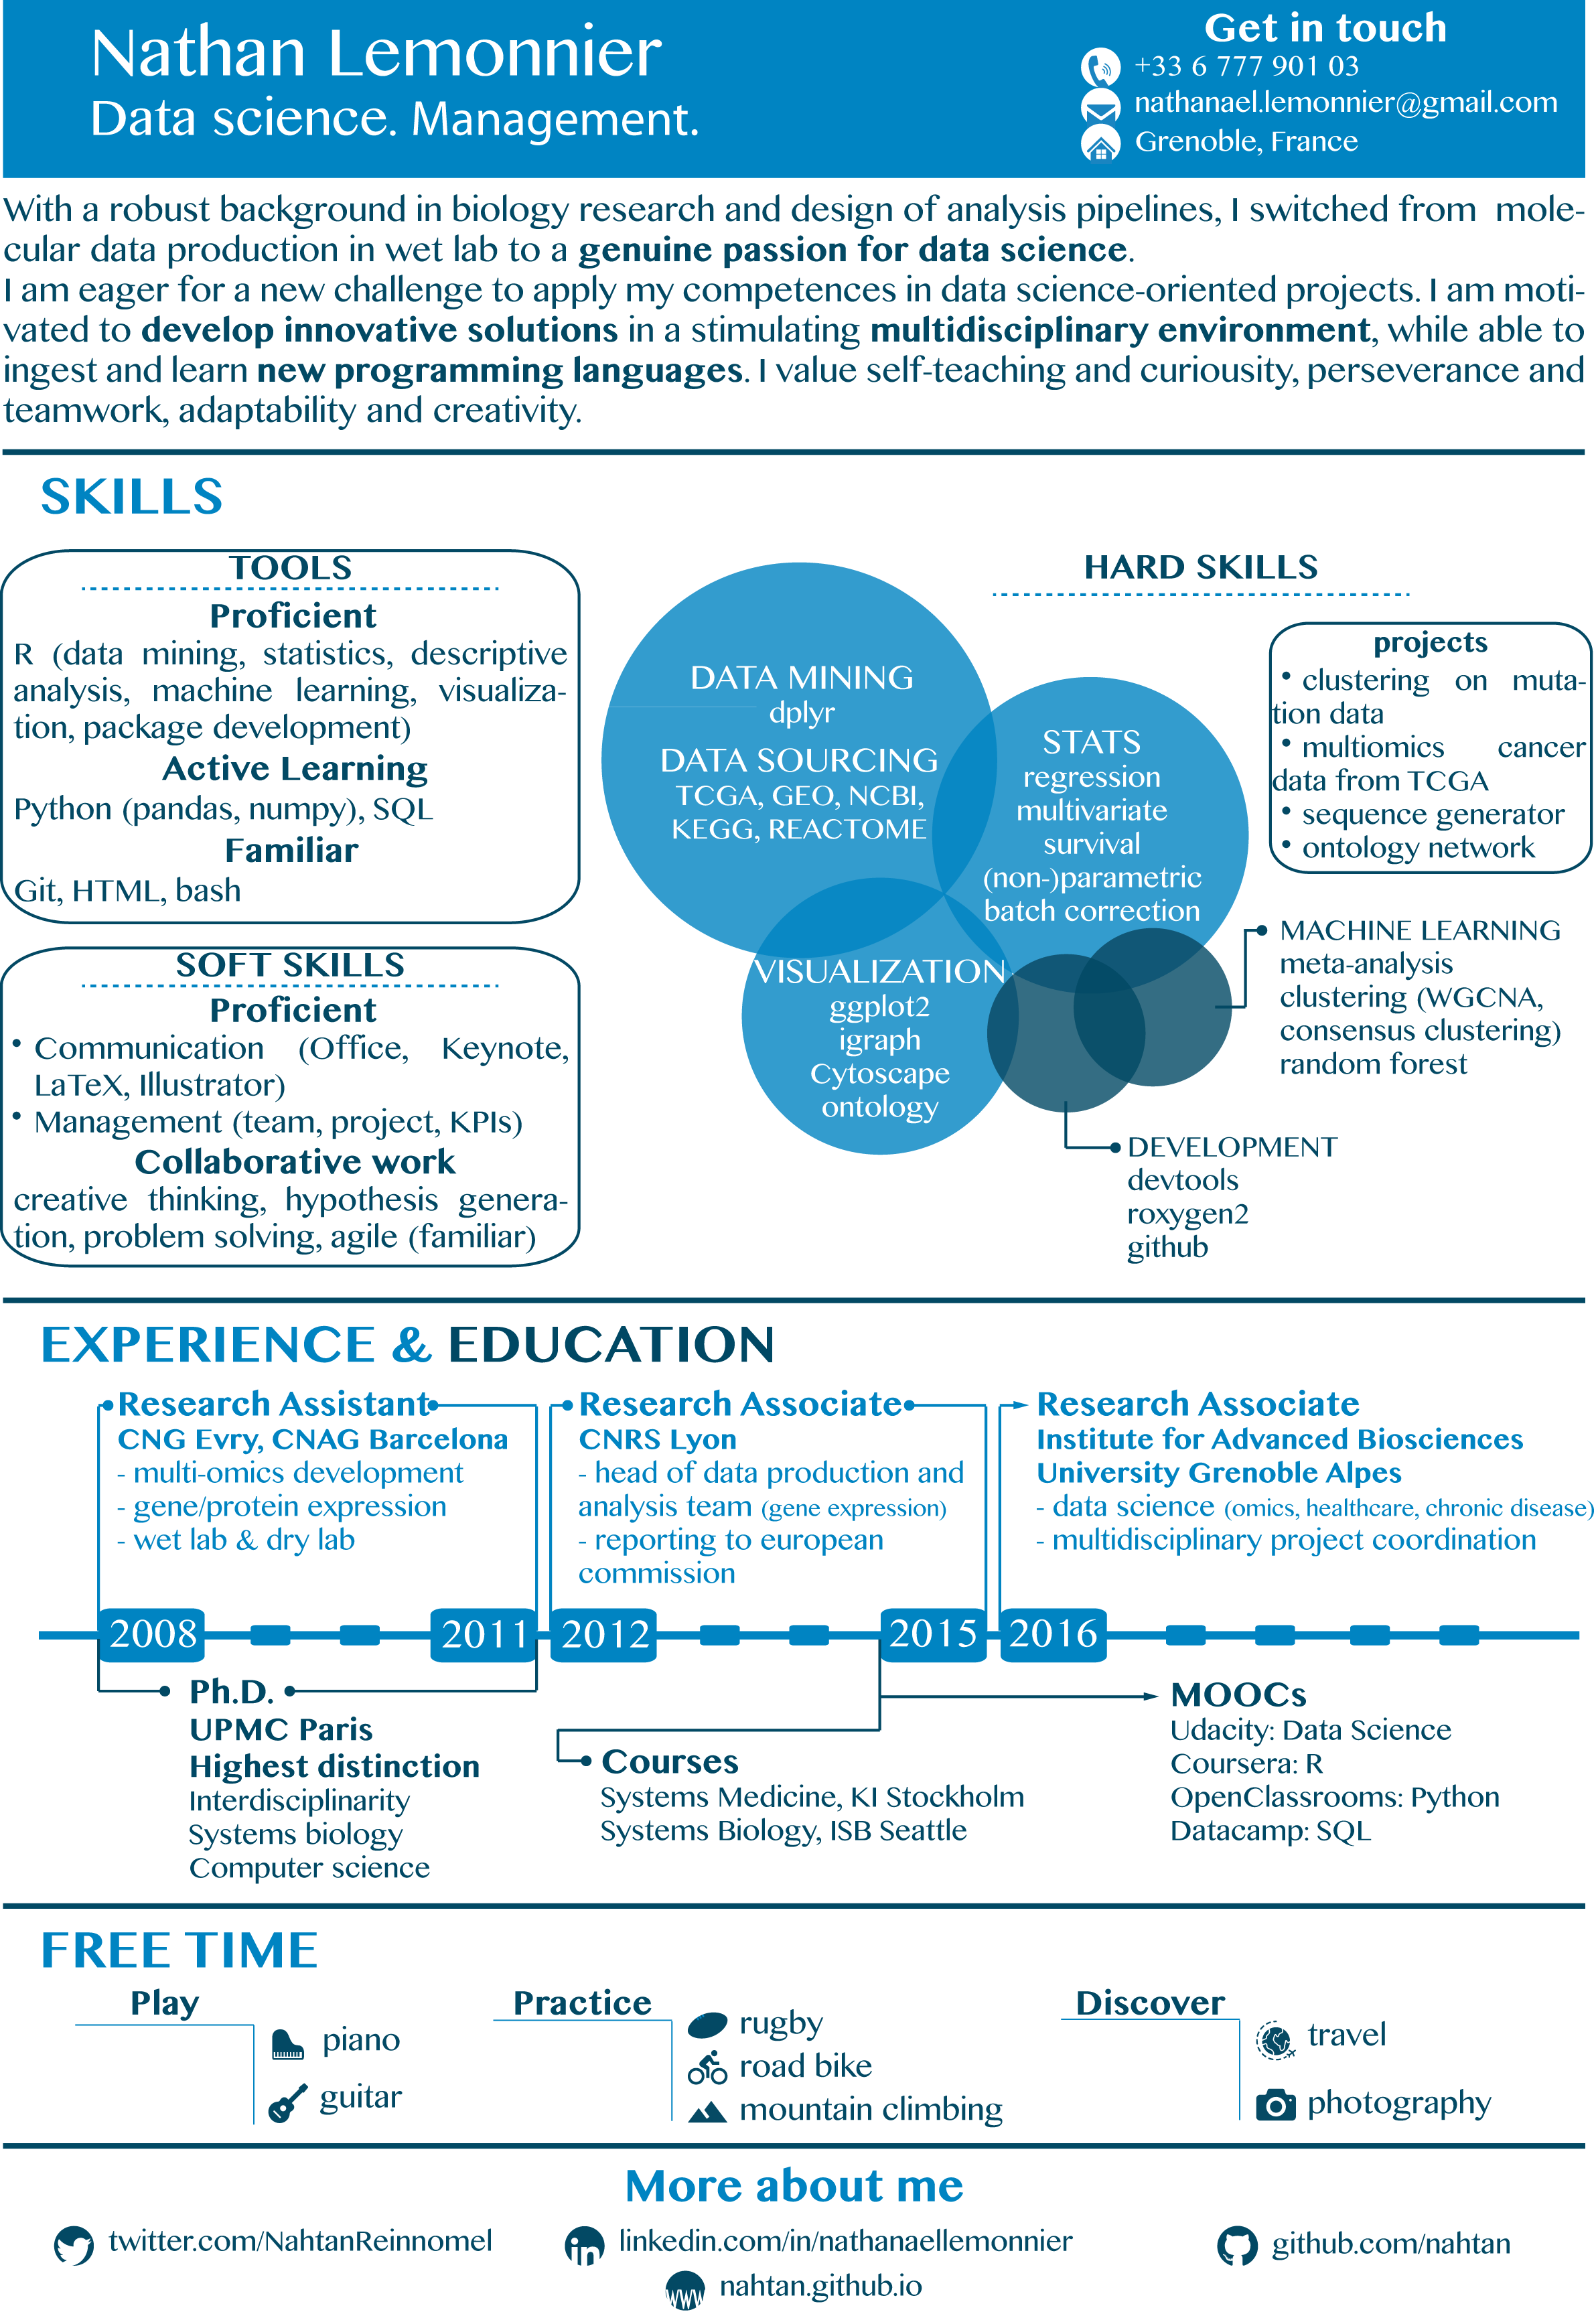 Nathan Lemonnier
Data science. Management.
Get in touch
+33 6 777 901 03
nathanael.lemonnier@gmail.com
Grenoble, France
With a robust background in biology research and design of analysis pipelines, I switched from mole-
cular data production in wet lab to a genuine passion for data science.
I am eager for a new challenge to apply my competences in data science-oriented projects. I am moti-
vated to develop innovative solutions in a stimulating multidisciplinary environment, while able to
ingest and learn new programming languages. I value self-teaching and curiousity, perseverance and
teamwork, adaptability and creativity.
SKILLS
TOOLS
Proficient
R (data mining, statistics, descriptive
analysis, machine learning, visualiza-
tion, package development)
Active Learning
Python (pandas, numpy), SQL
Familiar
Git, HTML, bash
SOFT SKILLS
Proficient
• Communication (Office, Keynote,
LaTeX, Illustrator)
• Management (team, project, KPIs)
Collaborative work
creative thinking, hypothesis genera-
tion, problem solving, agile (familiar)
HARD SKILLS
DATA MINING
dplyr
DATA SOURCING
TCGA, GEO, NCBI,
KEGG, REACTOME
STATS
regression
multivariate
survival
(non-)parametric
batch correction
VISUALIZATION
ggplot2
igraph
Cytoscape
ontology
projects
• clustering on muta-
tion data
• multiomics cancer
data from TCGA
• sequence generator
• ontology network
MACHINE LEARNING
meta-analysis
clustering (WGCNA,
consensus clustering)
random forest
DEVELOPMENT
devtools
roxygen2
github
EXPERIENCE & EDUCATION
Research Assistant
CNG Evry, CNAG Barcelona
- multi-omics development
- gene/protein expression
- wet lab & dry lab
Research Associate
CNRS Lyon
- head of data production and
analysis team (gene expression)
- reporting to european
commission
Research Associate
Institute for Advanced Biosciences
University Grenoble Alpes
- data science (omics, healthcare, chronic disease)
- multidisciplinary project coordination
2008
2011
2012
2015
2016
Ph.D.
UPMC Paris
Highest distinction
Interdisciplinarity
Systems biology
Computer science
Courses
Systems Medicine, KI Stockholm
Systems Biology, ISB Seattle
MOOCs
Udacity: Data Science
Coursera: R
OpenClassrooms: Python
Datacamp: SQL
FREE TIME
Play
piano
guitar
Practice
rugby
road bike
mountain climbing
Discover
travel
photography
More about me
twitter.com/NahtanReinnomel
linkedin.com/in/nathanaellemonnier
github.com/nahtan
www
nahtan.github.io